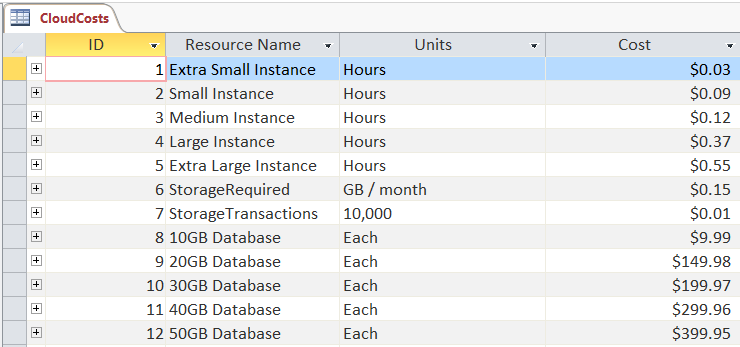 CloudCosts
ID Resource Name Units Cost
1 Extra Small Instance Hours $0.03
2 Small Instance Hours $0.09
3 Medium Instance Hours $0.12
4 Large Instance Hours $0.37
5 Extra Large Instance Hours $0.55
6 StorageRequired GB / month $0.15
7 StorageTransactions 10,000 $0.01
8 10GB Database Each $9.99
9 20GB Database Each $149.98
10 30GB Database Each $199.97
11 40GB Database Each $299.96
12 50GB Database Each $399.95